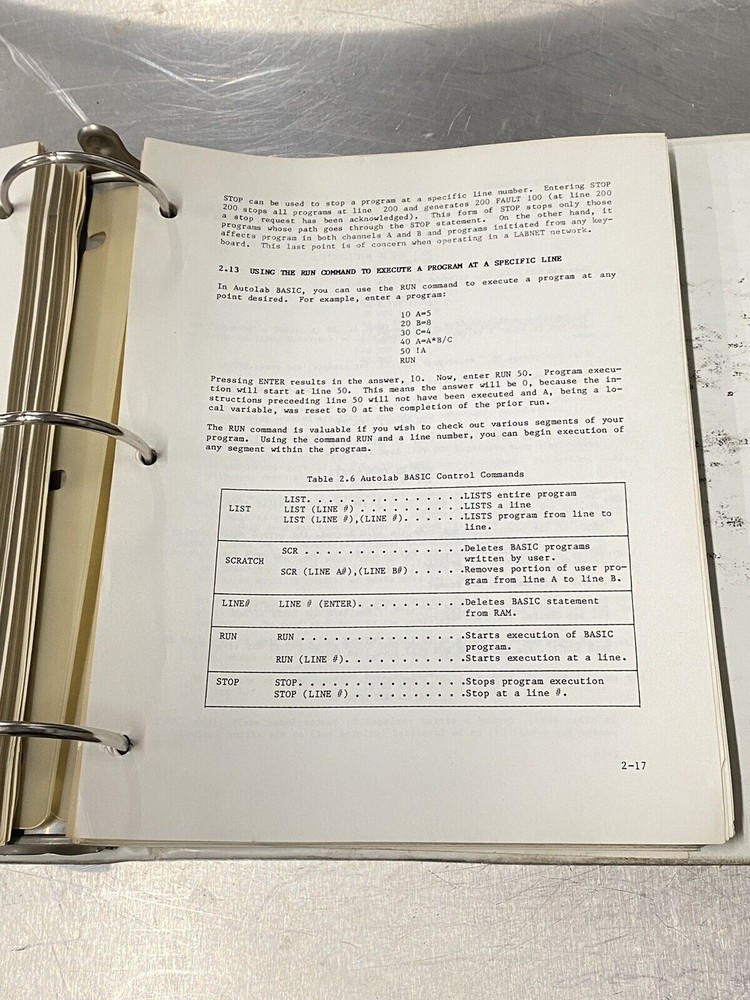 STOP can be used to stop a program at a specific line number. Entering STOP
200 stops all programs at line 200 and generates 200 FAULT 100 (at line 200
a stop request has been acknowledged). This form of STOP stops only those
programs whose path goes through the STOP statement. On the other hand, it
affects program in both channels A and B and programs initiated from any key-
board. This last point is of concern when operating in a LABNET network.
2.13 USING THE RUN COMMAND TO EXECUTE A PROGRAM AT A SPECIFIC LINE
In Autolab BASIC, you can use the RUN command to execute a program at any
point desired. For example, enter a program:
10 A=5
20 B=8
30 C=4
40 A=A*B/C
50 !A
RUN
Pressing ENTER results in the answer, 10. Now, enter RUN 50. Program execu-
tion will start at line 50. This means the answer will be 0, because the in-
structions preceeding line 50 will not have been executed and A, being a lo-
cal variable, was reset to 0 at the completion of the prior run.
The RUN command is valuable if you wish to check out various segments of your
program. Using the command RUN and a line number, you can begin execution of
any segment within the program.
Table 2.6 Autolab BASIC Control Commands
LIST. . . . . . . . . . . . . . . .LISTS entire program
LIST LIST (LINE #) . . . . . . . . . .LISTS a line
LIST (LINE #),(LINE #). . . . . .LISTS program from line to
line.
SCR . . . . . . . . . . . . . . .Deletes BASIC programs
SCRATCH written by user.
SCR (LINE A#),(LINE B#) . . . . .Removes portion of user pro-
gram from line A to line B.
LINE# LINE # (ENTER). . . . . . . . . .Deletes BASIC statement
from RAM.
RUN RUN . . . . . . . . . . . . . . .Starts execution of BASIC
program.
RUN (LINE #). . . . . . . . . . .Starts execution at a line.
STOP STOP. . . . . . . . . . . . . . .Stops program execution
STOP (LINE #) . . . . . . . . . .Stop at a line #.
2-17